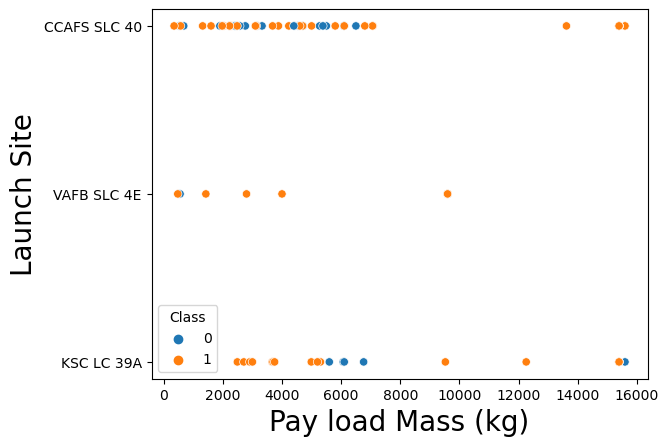 CCAFS SLC 40
VAFB SLC 4E
KSC LC 39A
Launch Site
Class
0
1
0 2000 4000 6000 8000 10000 12000 14000 16000
Pay load Mass (kg)